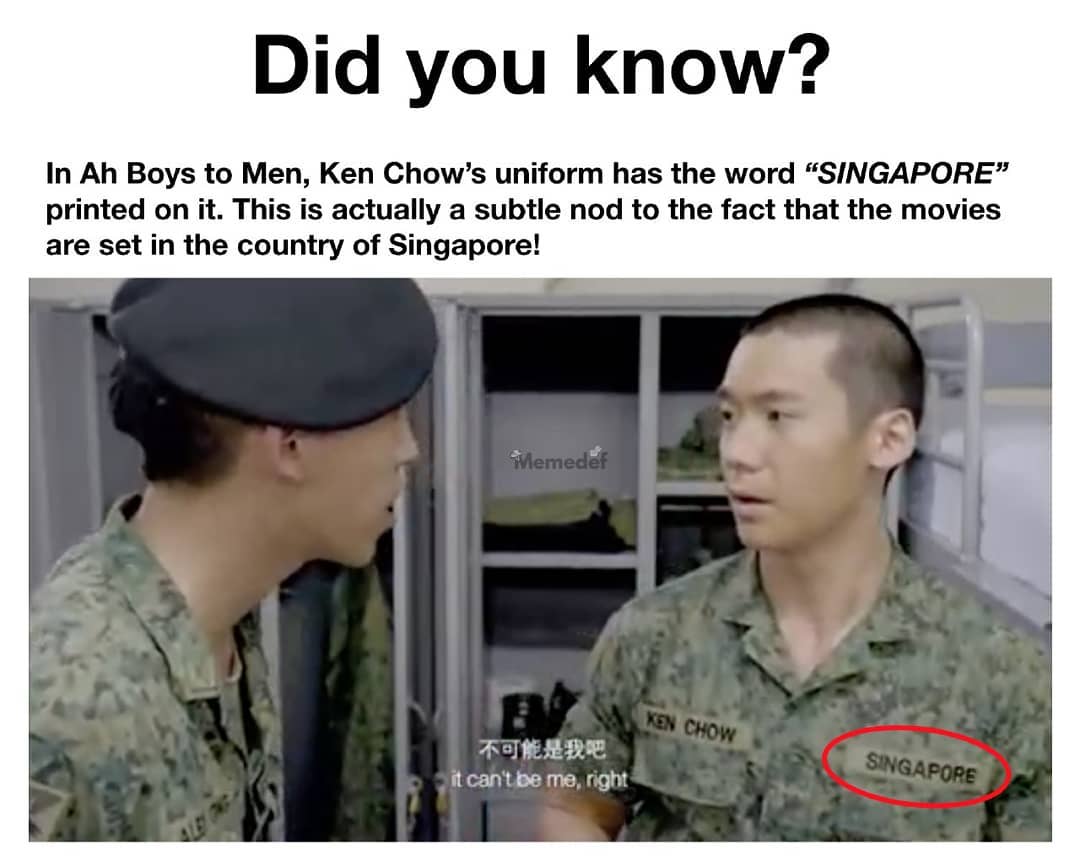 Did you know?
In Ah Boys to Men, Ken Chow’s uniform has the word “SINGAPORE”
printed on it. This is actually a subtle nod to the fact that the movies
are set in the country of Singapore!
Memedef
KEN CHOW
SINGAPORE
不可能是我吧
it can't be me, right